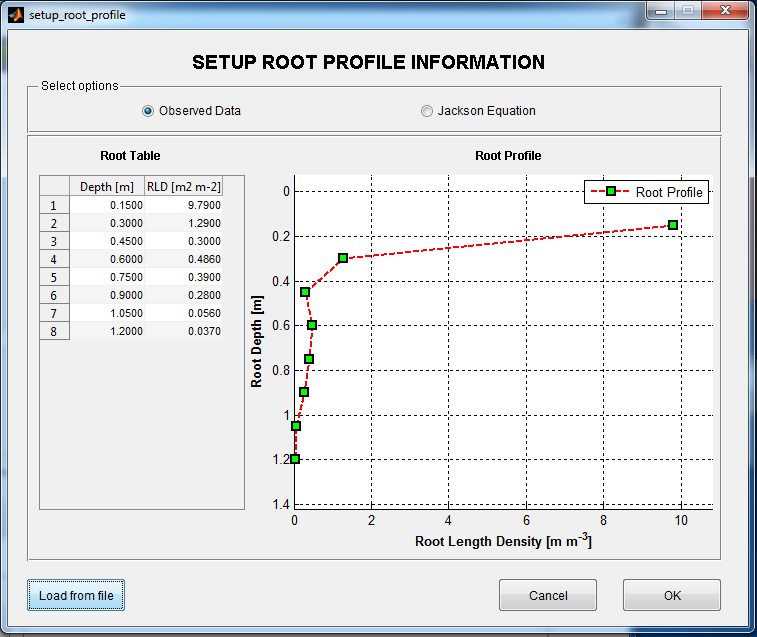 setup_root_profile
SETUP ROOT PROFILE INFORMATION
Select options
Observed Data Jackson Equation
Root Table
Depth [m] RLD [m2 m-2]
1 0.1500 9.7900
2 0.3000 1.2900
3 0.4500 0.3000
4 0.6000 0.4860
5 0.7500 0.3900
6 0.9000 0.2800
7 1.0500 0.0560
8 1.2000 0.0370
Root Profile
Root Profile
Root Depth [m]
0
0.2
0.4
0.6
0.8
1
1.2
1.4
0 2 4 6 8 10
Root Length Density [m m-3]
Load from file Cancel OK